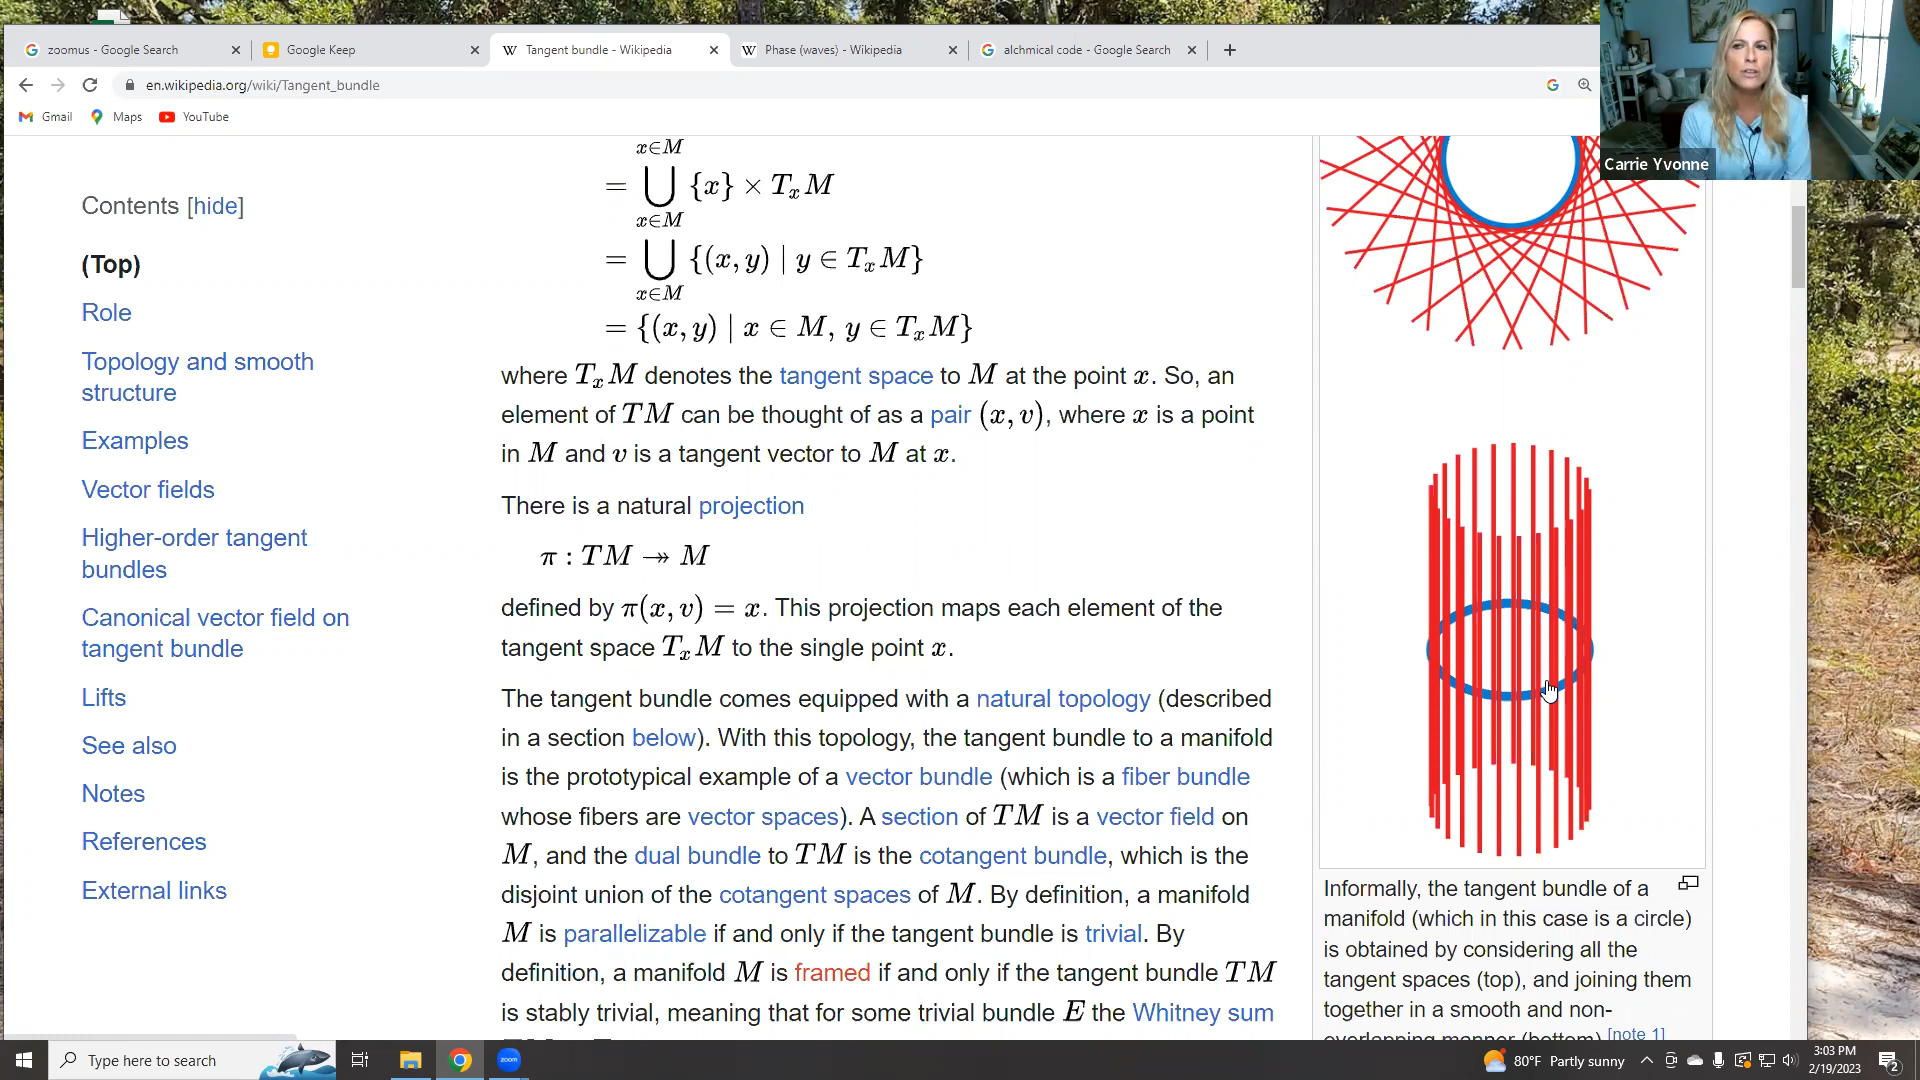 zoomus - Google Search
Google Keep
Tangent bundle - Wikipedia
Phase (waves) - Wikipedia
alchmical code - Google Search
en.wikipedia.org/wiki/Tangent_bundle
Gmail
Maps
YouTube
Carrie Yvonne
Contents [hide]
(Top)
Role
Topology and smooth
structure
Examples
Vector fields
Higher-order tangent
bundles
Canonical vector field on
tangent bundle
Lifts
See also
Notes
References
External links
x∈M
= ⋃ {x} × TₓM
x∈M
= ⋃ {(x, y) | y ∈ TₓM}
x∈M
= {(x, y) | x ∈ M, y ∈ TₓM}
where TₓM denotes the tangent space to M at the point x. So, an
element of TM can be thought of as a pair (x, v), where x is a point
in M and v is a tangent vector to M at x.
There is a natural projection
π : TM ↠ M
defined by π(x, v) = x. This projection maps each element of the
tangent space TₓM to the single point x.
The tangent bundle comes equipped with a natural topology (described
in a section below). With this topology, the tangent bundle to a manifold
is the prototypical example of a vector bundle (which is a fiber bundle
whose fibers are vector spaces). A section of TM is a vector field on
M, and the dual bundle to TM is the cotangent bundle, which is the
disjoint union of the cotangent spaces of M. By definition, a manifold
M is parallelizable if and only if the tangent bundle is trivial. By
definition, a manifold M is framed if and only if the tangent bundle TM
is stably trivial, meaning that for some trivial bundle E the Whitney sum
Informally, the tangent bundle of a
manifold (which in this case is a circle)
is obtained by considering all the
tangent spaces (top), and joining them
together in a smooth and non-
overlapping manner (bottom).[note 1]
Type here to search
zoom
80°F Partly sunny
3:03 PM
2/19/2023
2